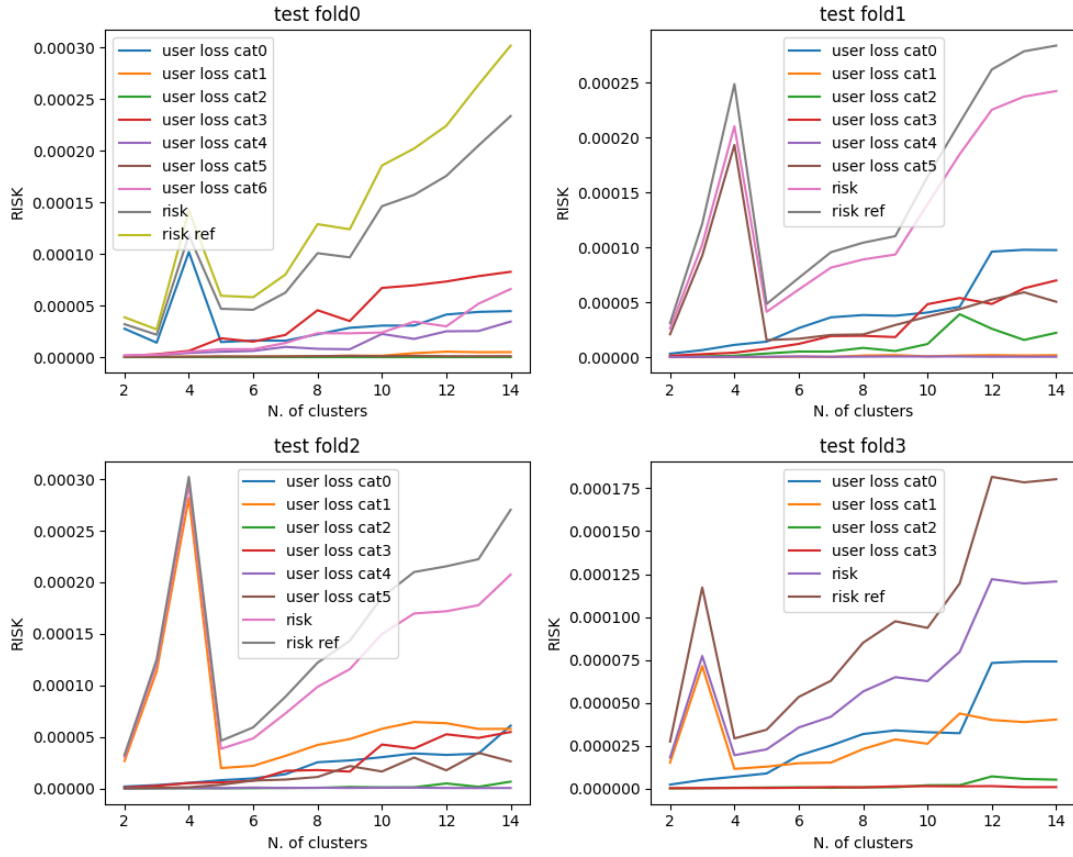 test fold0
0.00030
0.00025
0.00020
0.00015
0.00010
0.00005
0.00000
RISK
user loss cat0
user loss cat1
user loss cat2
user loss cat3
user loss cat4
user loss cat5
user loss cat6
risk
risk ref
2 4 6 8 10 12 14
N. of clusters
test fold1
0.00025
0.00020
0.00015
0.00010
0.00005
0.00000
RISK
user loss cat0
user loss cat1
user loss cat2
user loss cat3
user loss cat4
user loss cat5
risk
risk ref
2 4 6 8 10 12 14
N. of clusters
test fold2
0.00030
0.00025
0.00020
0.00015
0.00010
0.00005
0.00000
RISK
user loss cat0
user loss cat1
user loss cat2
user loss cat3
user loss cat4
user loss cat5
risk
risk ref
2 4 6 8 10 12 14
N. of clusters
test fold3
0.000175
0.000150
0.000125
0.000100
0.000075
0.000050
0.000025
0.000000
RISK
user loss cat0
user loss cat1
user loss cat2
user loss cat3
risk
risk ref
2 4 6 8 10 12 14
N. of clusters